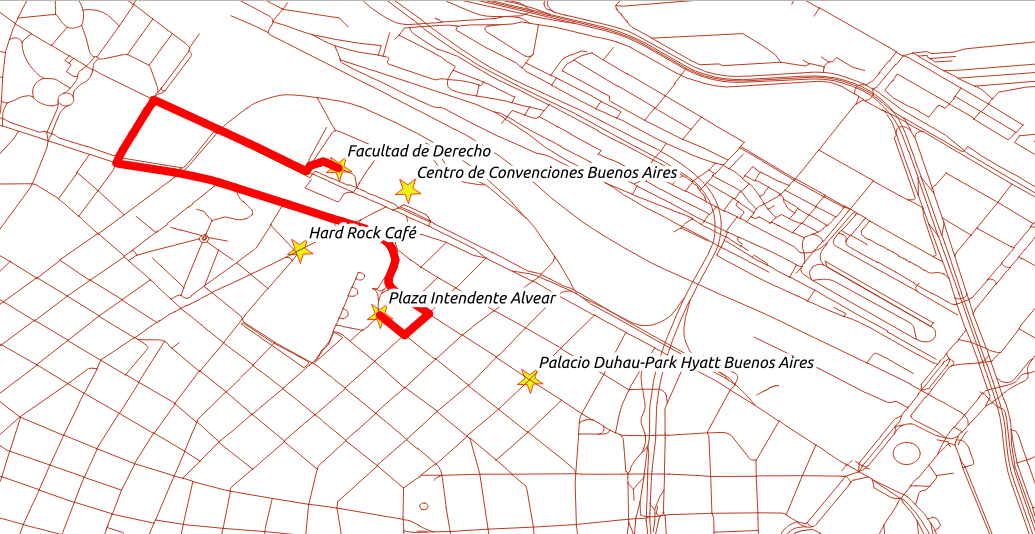 Facultad de Derecho
Centro de Convenciones Buenos Aires
Hard Rock Café
Plaza Intendente Alvear
Palacio Duhau-Park Hyatt Buenos Aires